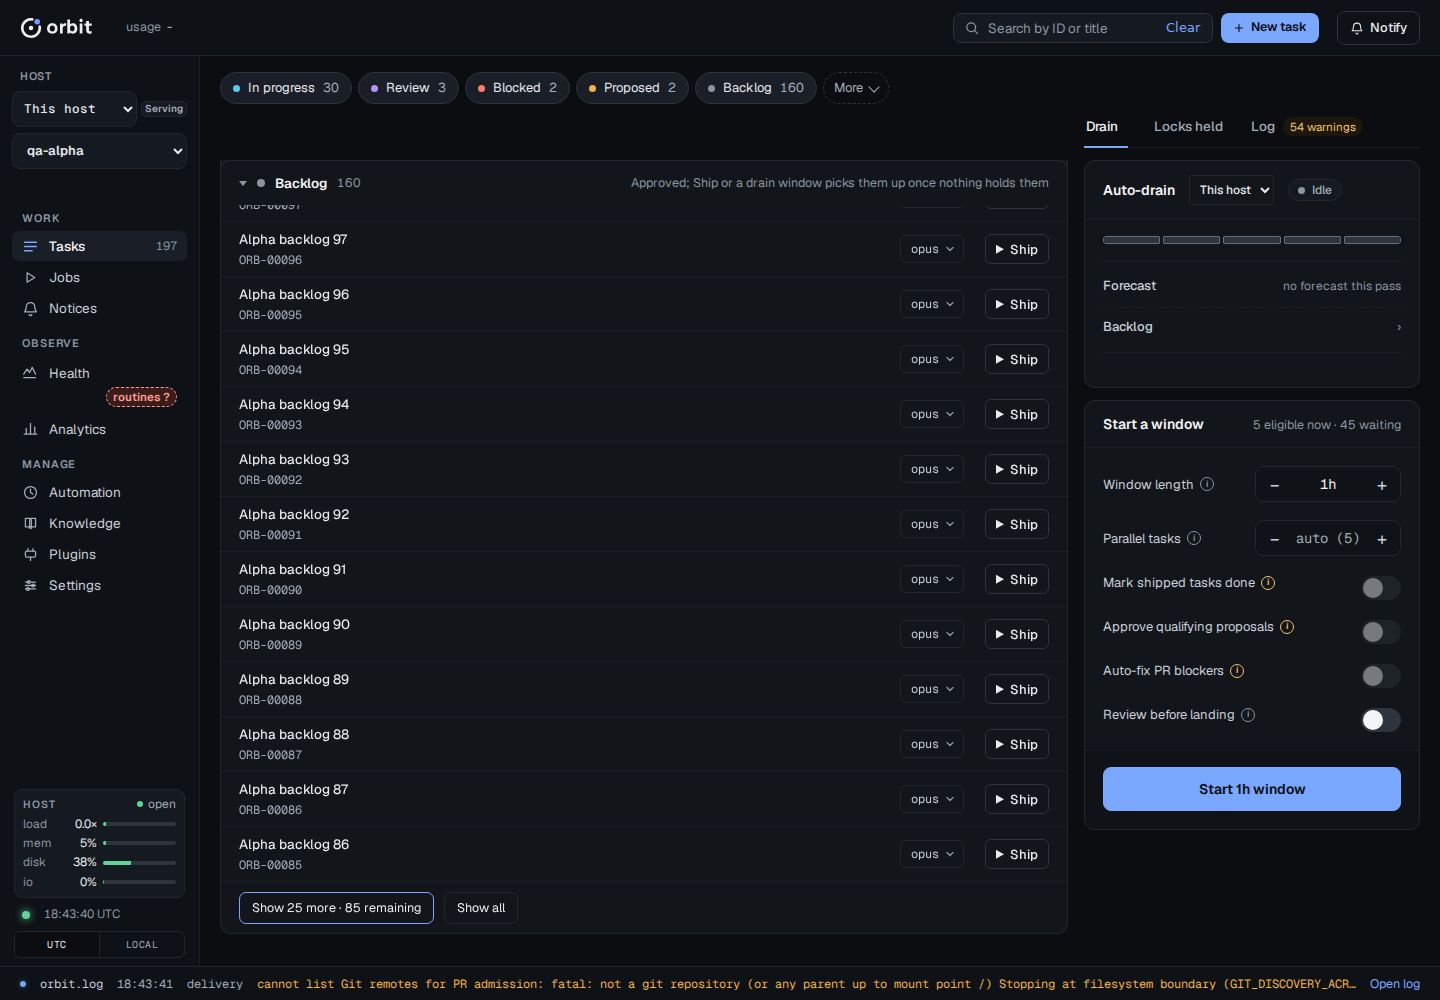 orbit
usage -
Search by ID or title
Clear
+ New task
Notify
HOST
This host
Serving
qa-alpha
WORK
Tasks 197
Jobs
Notices
OBSERVE
Health
routines ?
Analytics
MANAGE
Automation
Knowledge
Plugins
Settings
HOST open
load 0.0×
mem 5%
disk 38%
io 0%
18:43:40 UTC
UTC LOCAL
In progress 30
Review 3
Blocked 2
Proposed 2
Backlog 160
More
Backlog 160
Approved; Ship or a drain window picks them up once nothing holds them
ORB-00097
Alpha backlog 97
ORB-00096
opus Ship
Alpha backlog 96
ORB-00095
opus Ship
Alpha backlog 95
ORB-00094
opus Ship
Alpha backlog 94
ORB-00093
opus Ship
Alpha backlog 93
ORB-00092
opus Ship
Alpha backlog 92
ORB-00091
opus Ship
Alpha backlog 91
ORB-00090
opus Ship
Alpha backlog 90
ORB-00089
opus Ship
Alpha backlog 89
ORB-00088
opus Ship
Alpha backlog 88
ORB-00087
opus Ship
Alpha backlog 87
ORB-00086
opus Ship
Alpha backlog 86
ORB-00085
opus Ship
Show 25 more · 85 remaining
Show all
Drain
Locks held
Log 54 warnings
Auto-drain
This host
Idle
Forecast no forecast this pass
Backlog ›
Start a window 5 eligible now · 45 waiting
Window length i − 1h +
Parallel tasks i − auto (5) +
Mark shipped tasks done i
Approve qualifying proposals i
Auto-fix PR blockers i
Review before landing i
Start 1h window
orbit.log 18:43:41 delivery cannot list Git remotes for PR admission: fatal: not a git repository (or any parent up to mount point /) Stopping at filesystem boundary (GIT_DISCOVERY_ACR… Open log